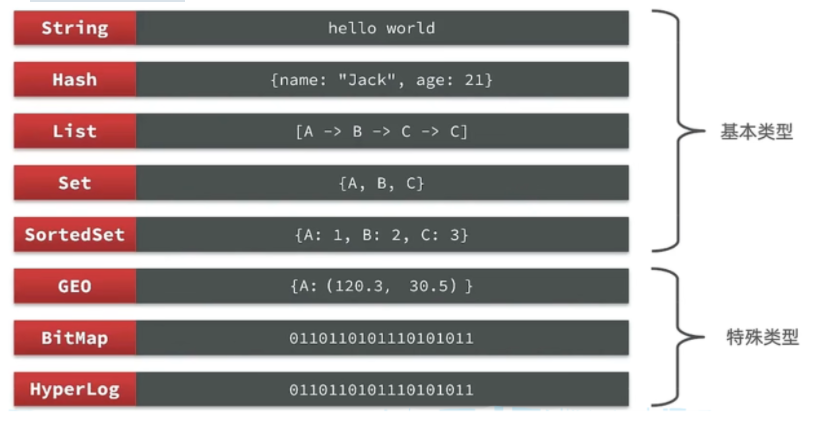 String hello world
Hash {name: "Jack", age: 21}
List [A -> B -> C -> C]
Set {A, B, C}
SortedSet {A: 1, B: 2, C: 3}
基本类型
GEO {A: (120.3, 30.5) }
BitMap 0110110101110101011
HyperLog 0110110101110101011
特殊类型